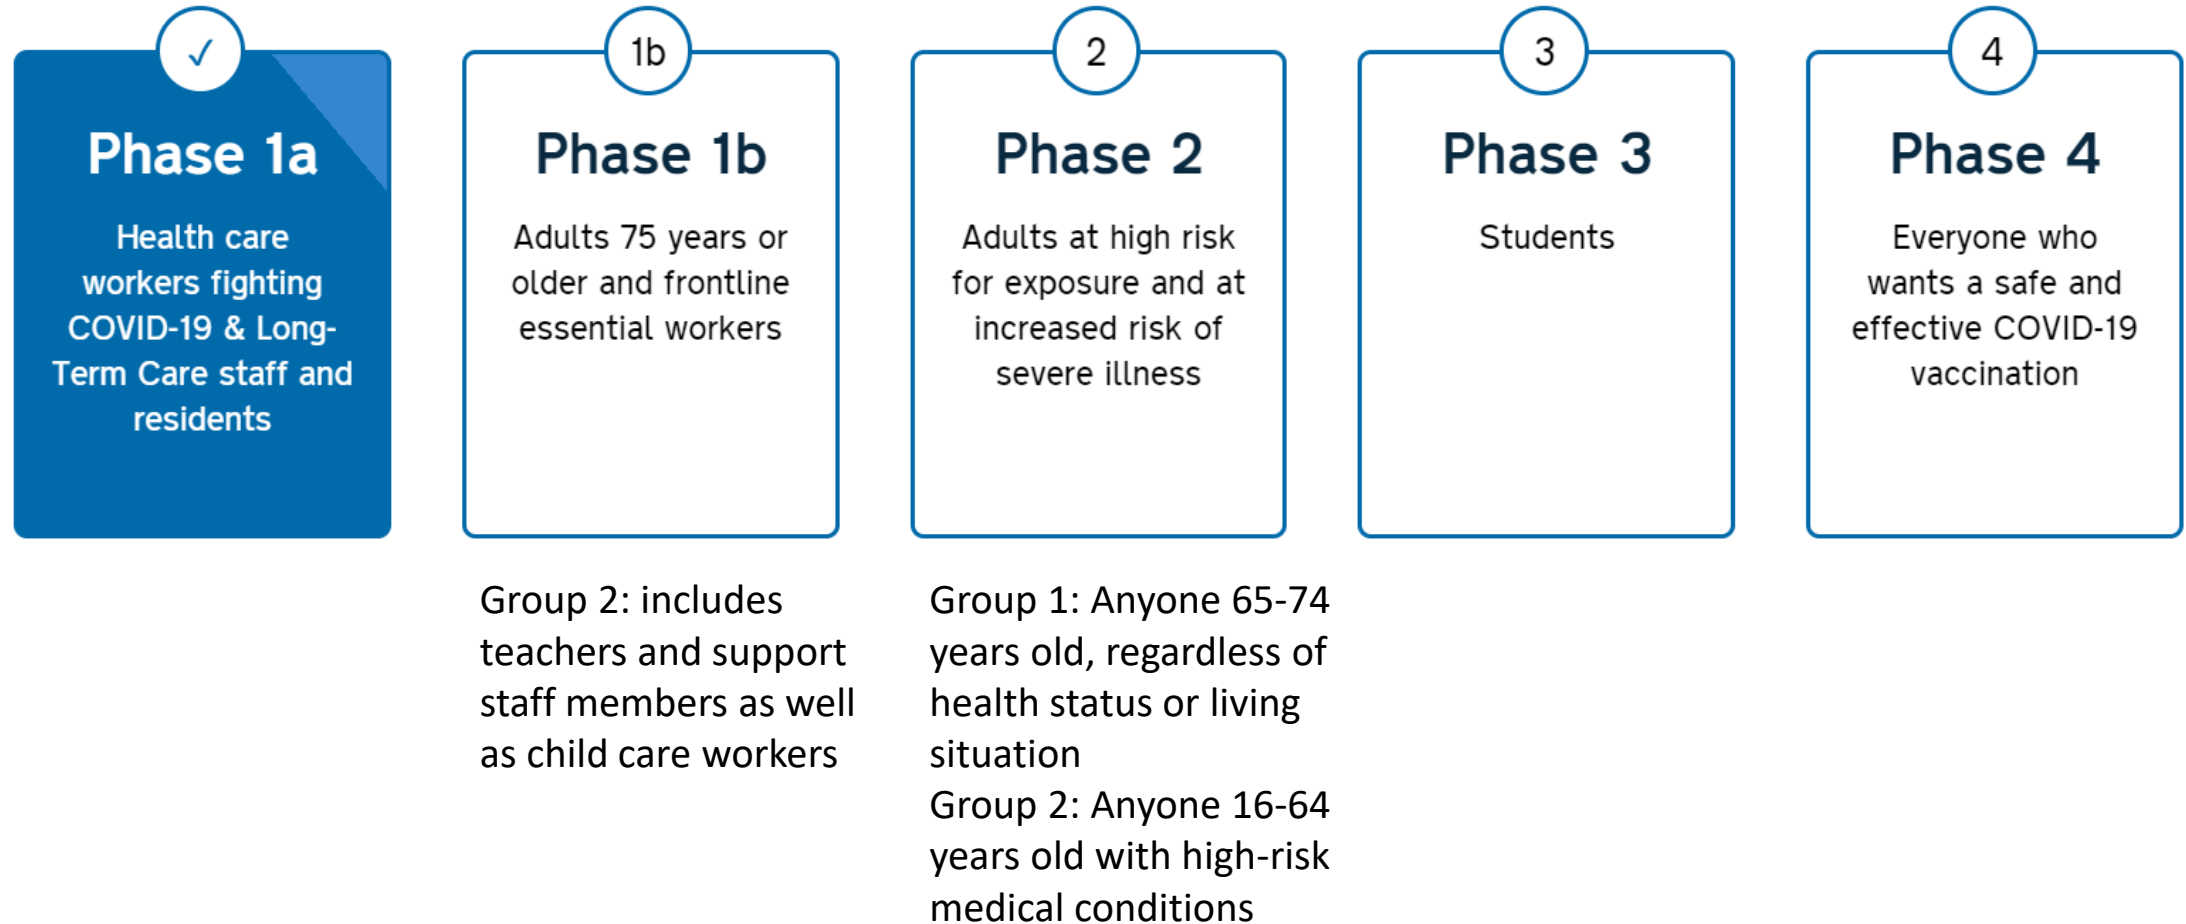 ✓
Phase 1a
Health care
workers fighting
COVID-19 & Long-
Term Care staff and
residents
1b
Phase 1b
Adults 75 years or
older and frontline
essential workers
Group 2: includes
teachers and support
staff members as well
as child care workers
2
Phase 2
Adults at high risk
for exposure and at
increased risk of
severe illness
Group 1: Anyone 65-74
years old, regardless of
health status or living
situation
Group 2: Anyone 16-64
years old with high-risk
medical conditions
3
Phase 3
Students
4
Phase 4
Everyone who
wants a safe and
effective COVID-19
vaccination